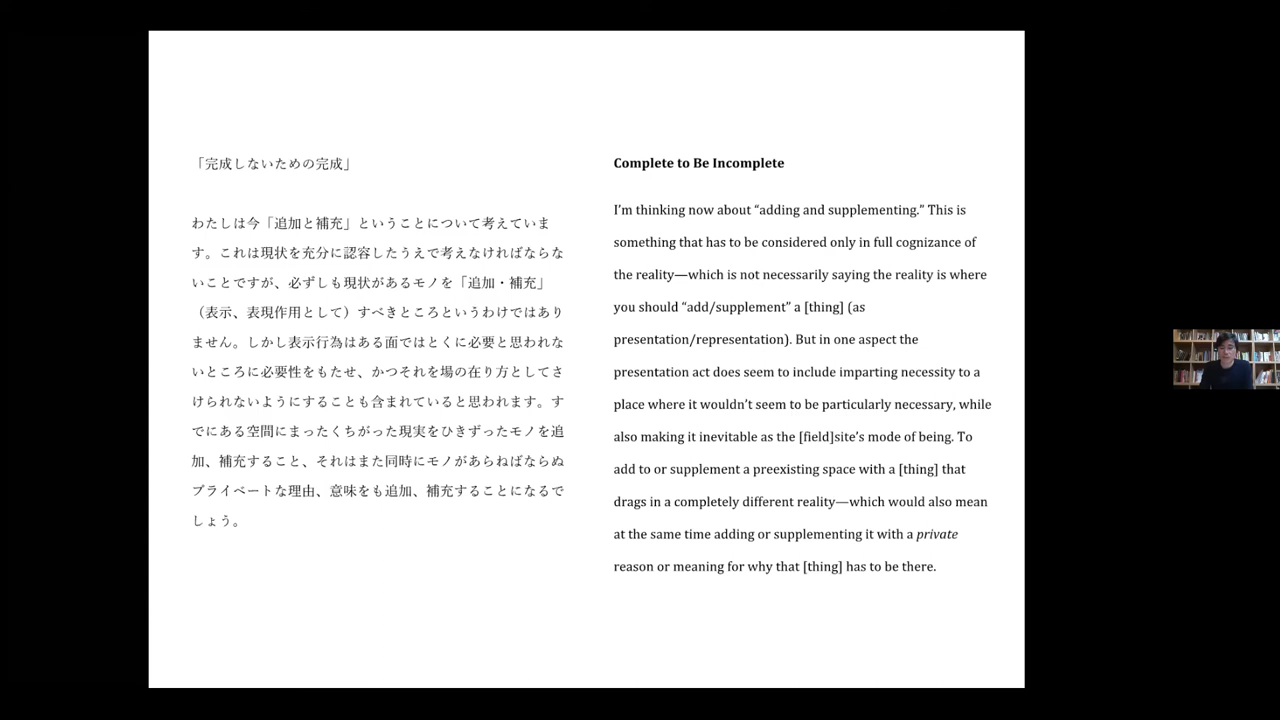 「完成しないための完成」
わたしは今「追加と補充」ということについて考えていま
す。これは現状を充分に認容したうえで考えなければならな
いことですが、必ずしも現状があるモノを「追加・補充」
（表示、表現作用として）すべきところというわけではあり
ません。しかし表示行為はある面ではとくに必要と思われな
いところに必要性をもたせ、かつそれを場の在り方としてさ
けられないようにすることも含まれていると思われます。す
でにある空間にまったくちがった現実をひきずったモノを追
加、補充すること、それはまた同時にモノがあらねばならぬ
プライベートな理由、意味をも追加、補充することになるで
しょう。
Complete to Be Incomplete
I’m thinking now about “adding and supplementing.” This is
something that has to be considered only in full cognizance of
the reality—which is not necessarily saying the reality is where
you should “add/supplement” a [thing] (as
presentation/representation). But in one aspect the
presentation act does seem to include imparting necessity to a
place where it wouldn’t seem to be particularly necessary, while
also making it inevitable as the [field]site’s mode of being. To
add to or supplement a preexisting space with a [thing] that
drags in a completely different reality—which would also mean
at the same time adding or supplementing it with a private
reason or meaning for why that [thing] has to be there.